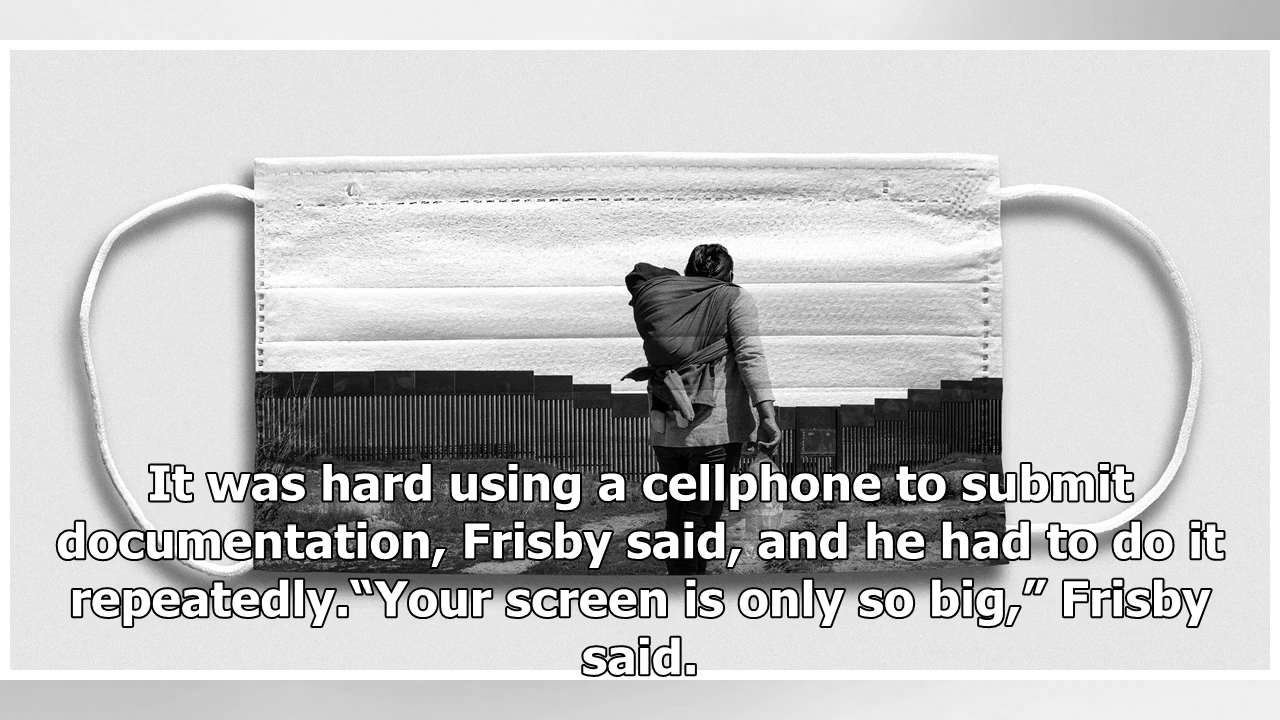 It was hard using a cellphone to submit
documentation, Frisby said, and he had to do it
repeatedly.“Your screen is only so big,” Frisby
said.